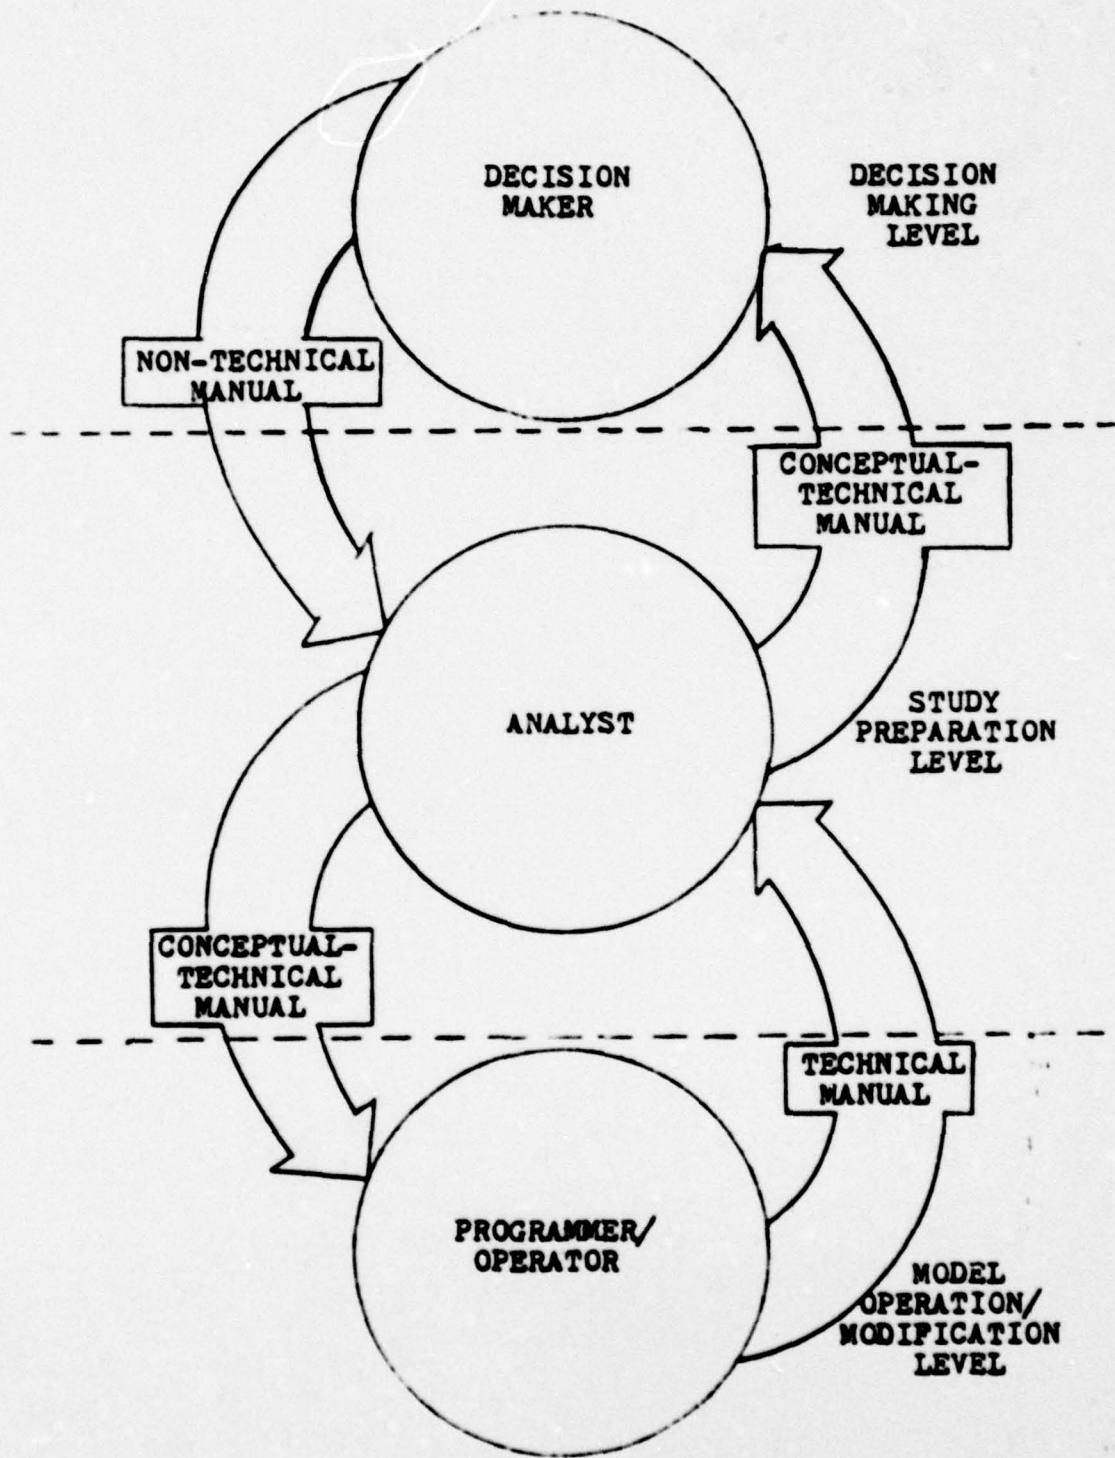 DECISION
MAKER
DECISION
MAKING
LEVEL
NON-TECHNICAL
MANUAL
CONCEPTUAL-
TECHNICAL
MANUAL
ANALYST
STUDY
PREPARATION
LEVEL
CONCEPTUAL-
TECHNICAL
MANUAL
TECHNICAL
MANUAL
PROGRAMMER/
OPERATOR
MODEL
OPERATION/
MODIFICATION
LEVEL